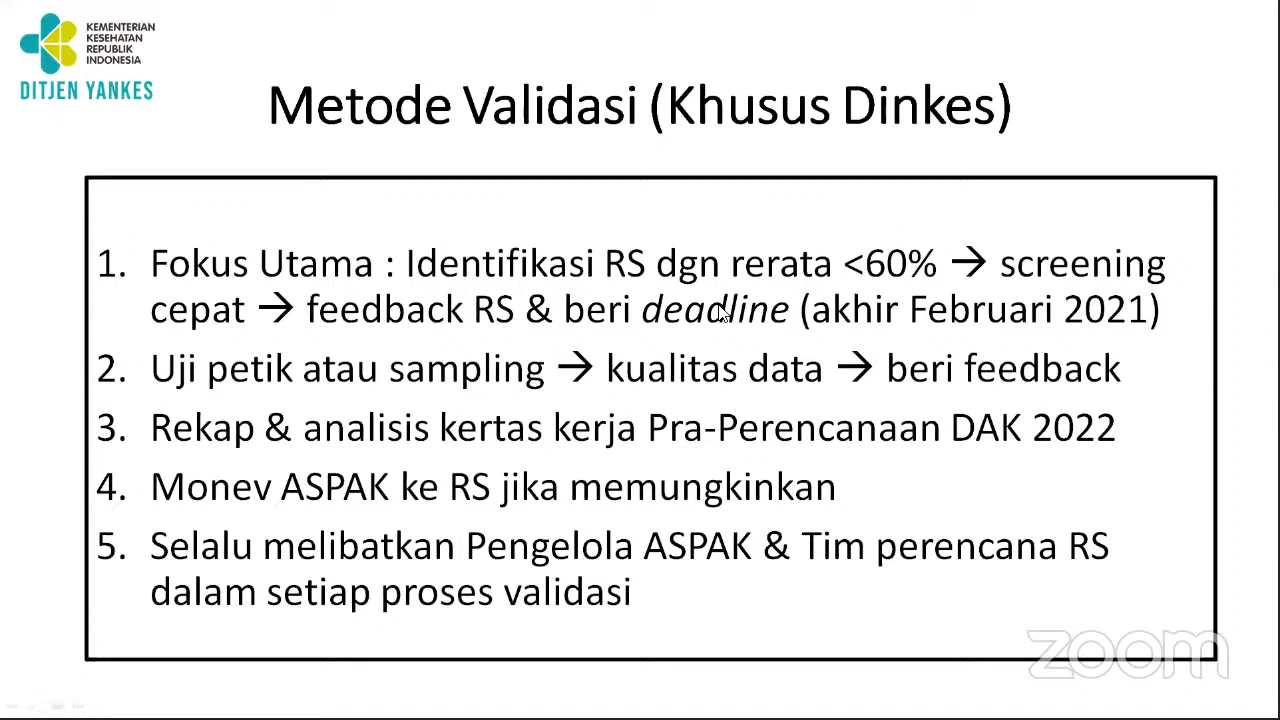 KEMENTERIAN
KESEHATAN
REPUBLIK
INDONESIA
DITJEN YANKES
Metode Validasi (Khusus Dinkes)
1. Fokus Utama : Identifikasi RS dgn rerata <60% → screening
cepat → feedback RS & beri deadline (akhir Februari 2021)
2. Uji petik atau sampling → kualitas data → beri feedback
3. Rekap & analisis kertas kerja Pra-Perencanaan DAK 2022
4. Monev ASPAK ke RS jika memungkinkan
5. Selalu melibatkan Pengelola ASPAK & Tim perencana RS
dalam setiap proses validasi
zoom